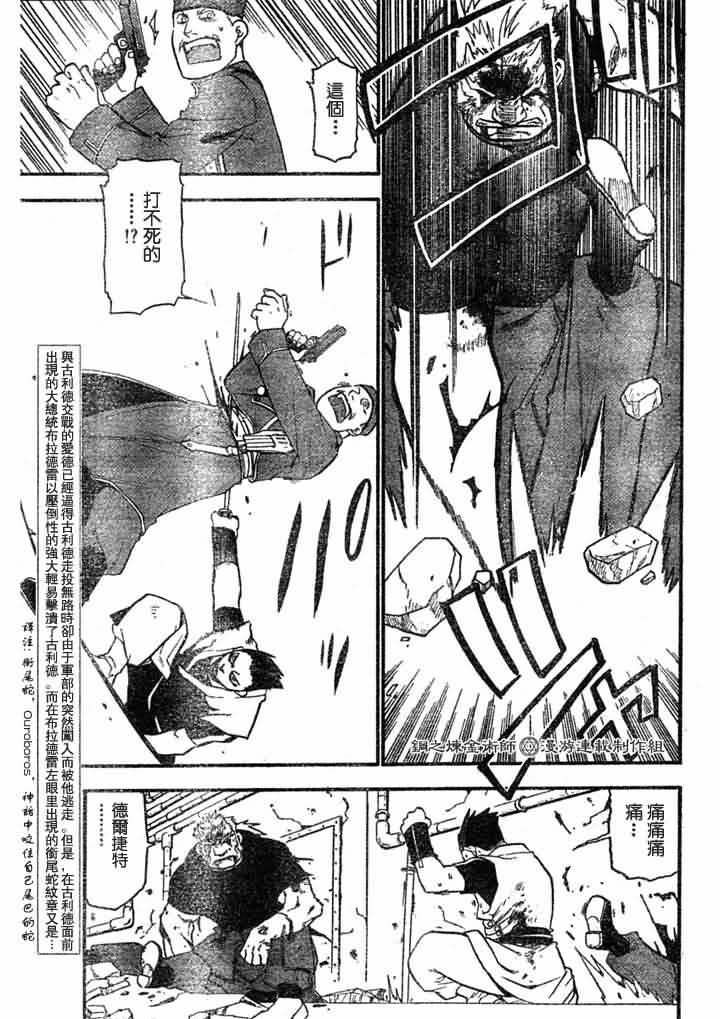 這個…
打不死的
………!?
鋼之煉金術師 漫游連載制作組
痛痛痛
痛…
德爾捷特
………
與古利德交戰的愛德已經逼得古利德走投無路時卻由于軍部的突然闖入而被他逃走。但是,在古利德面前
出現的大總統布拉德雷以壓倒性的強大輕易擊潰了古利德。而在布拉德雷左眼里出現的銜尾蛇紋章又是…
譯注:銜尾蛇,Ouroboros,神話中咬住自己尾巴的蛇